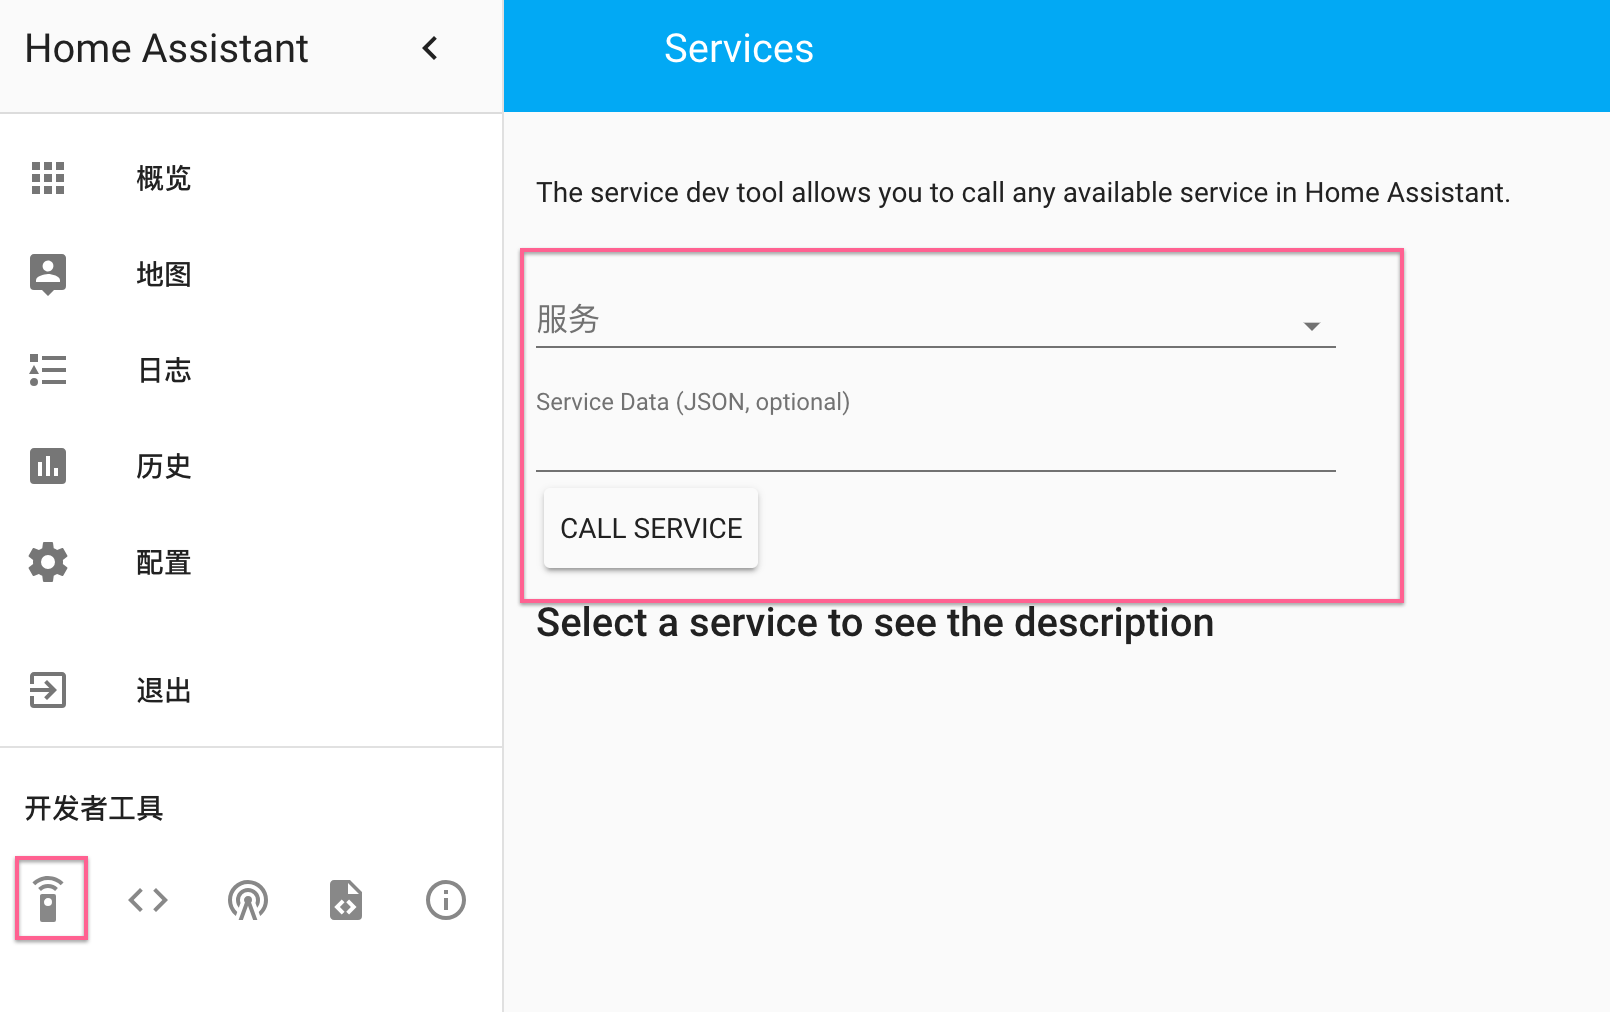 Home Assistant
概览
地图
日志
历史
配置
退出
开发者工具
Services
The service dev tool allows you to call any available service in Home Assistant.
服务
Service Data (JSON, optional)
CALL SERVICE
Select a service to see the description